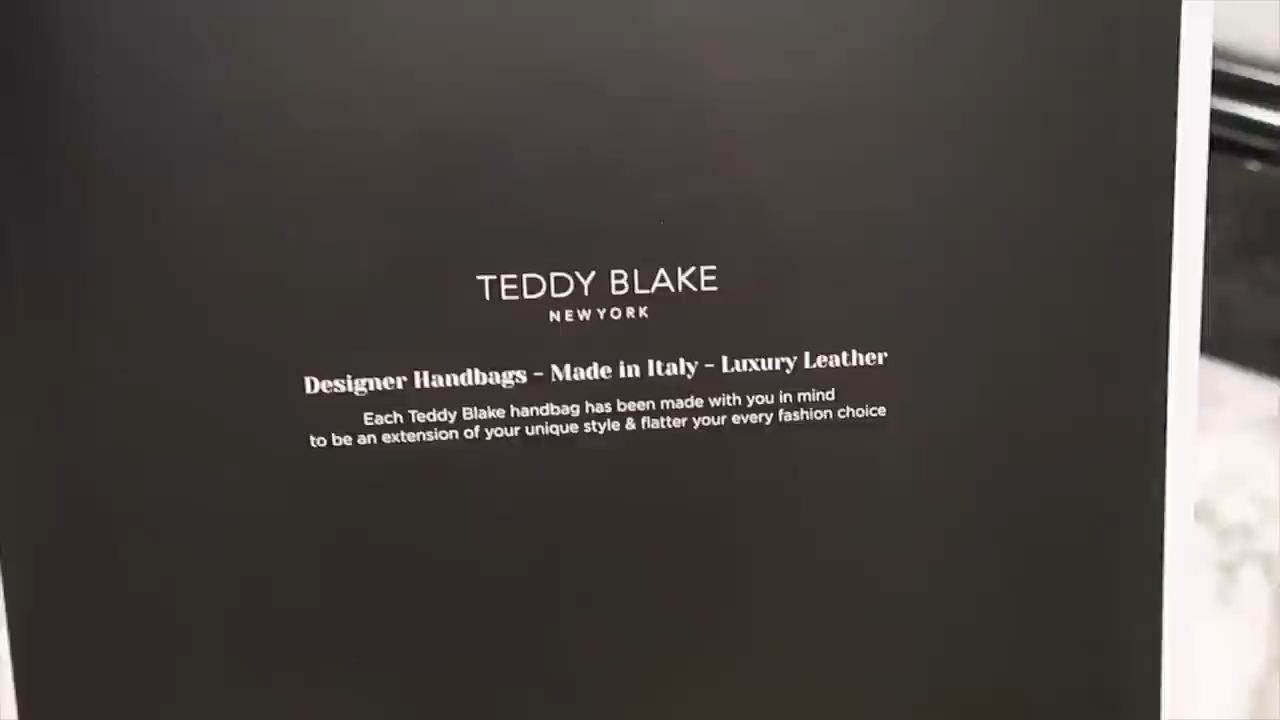 TEDDY BLAKE
NEW YORK
Designer Handbags - Made in Italy - Luxury Leather
Each Teddy Blake handbag has been made with you in mind
to be an extension of your unique style & flatter your every fashion choice